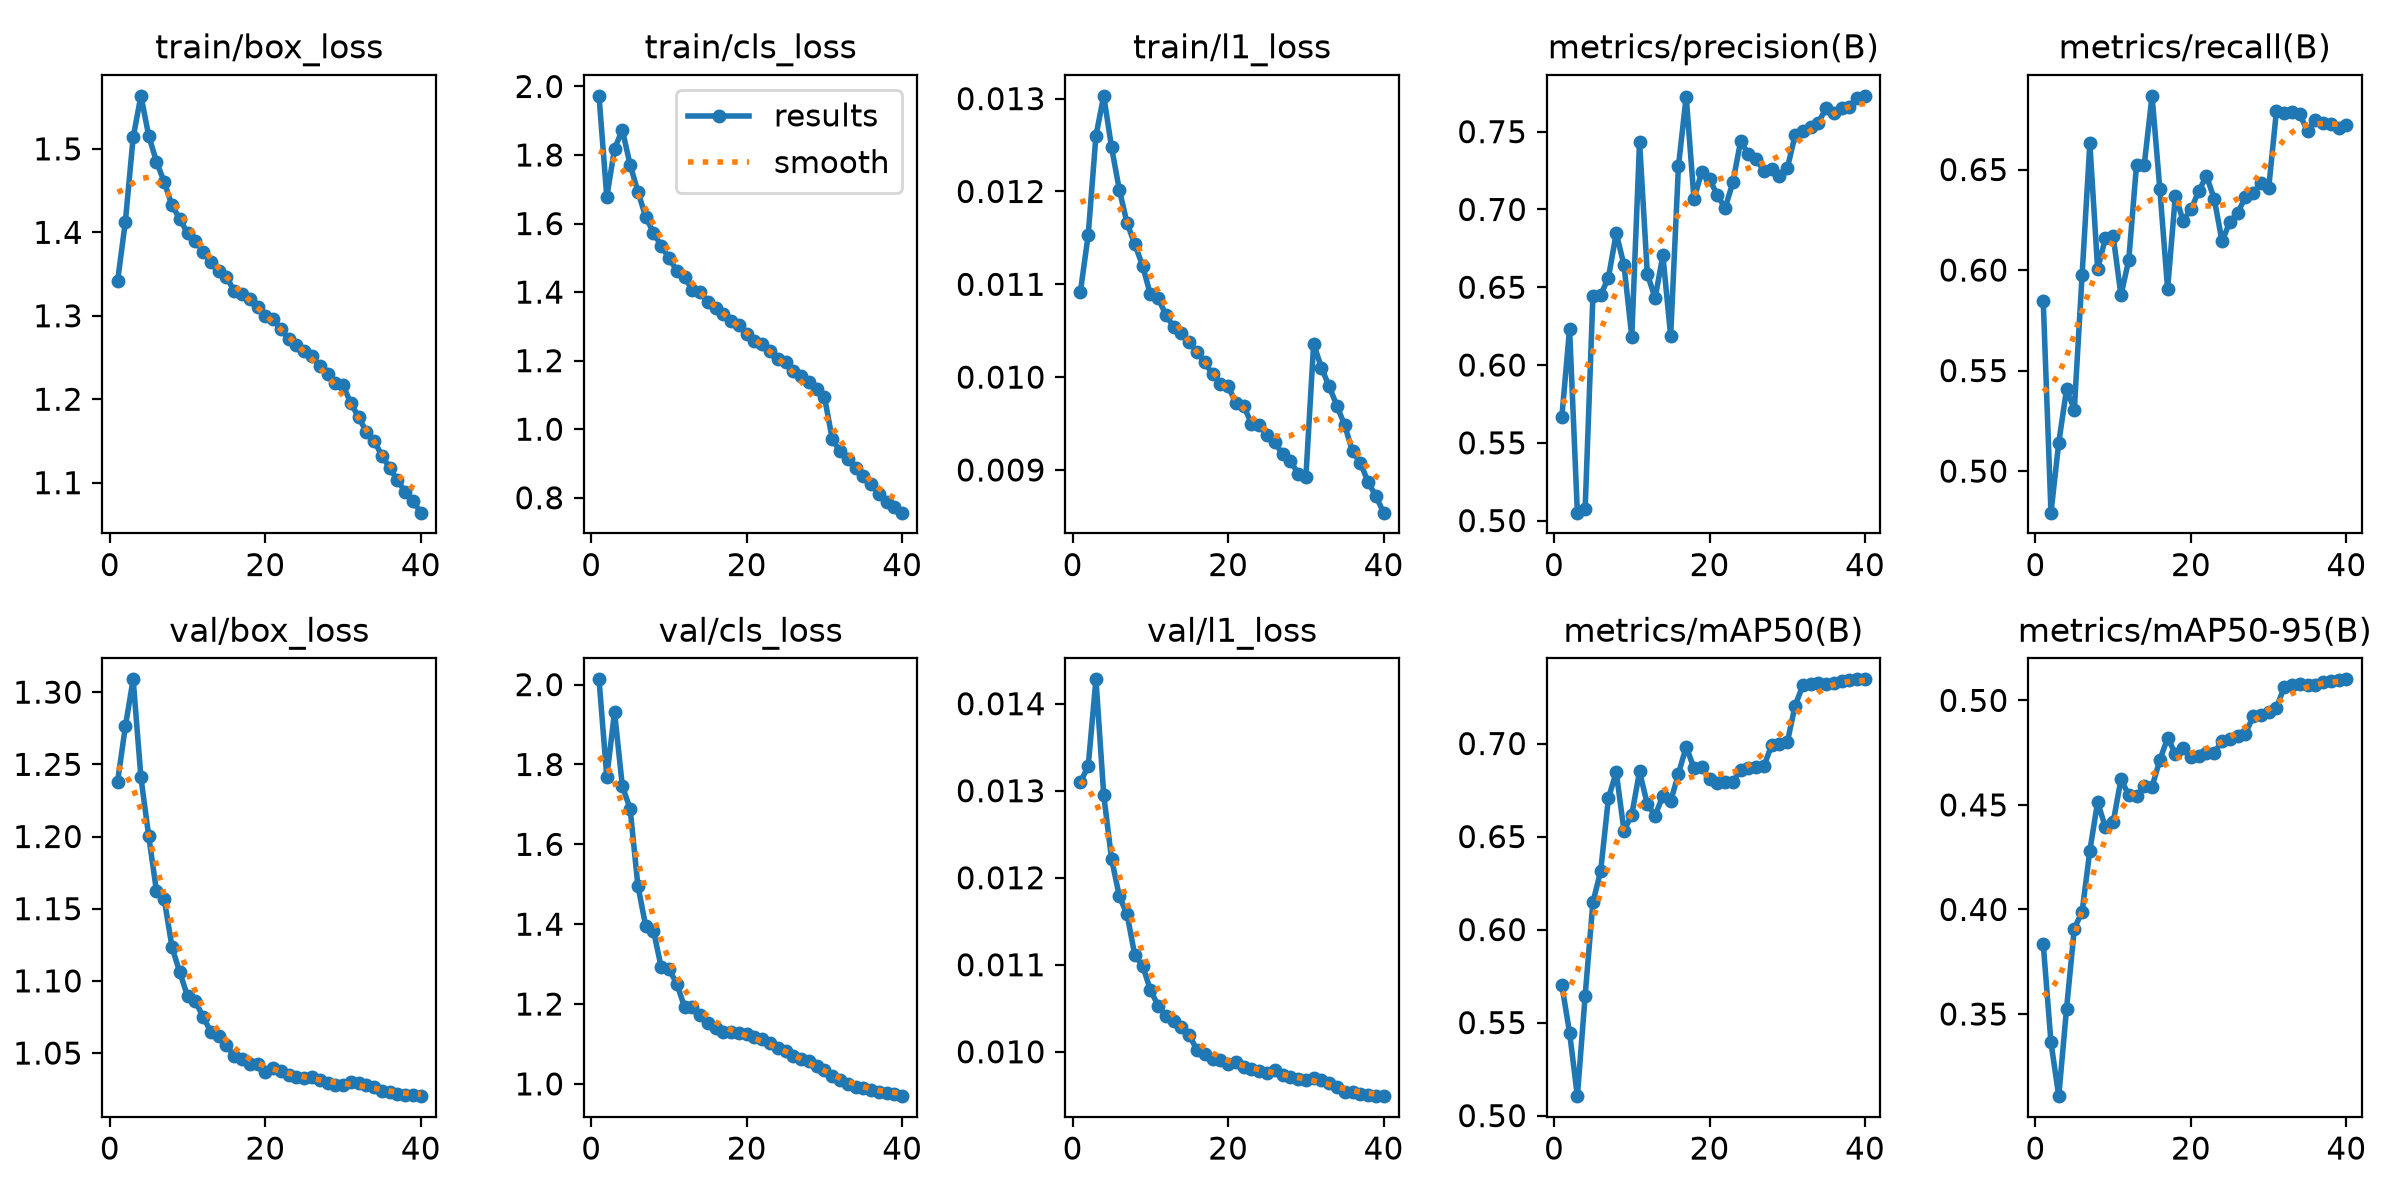 train/box_loss
1.5
1.4
1.3
1.2
1.1
0 20 40
train/cls_loss
2.0
1.8
1.6
1.4
1.2
1.0
0.8
0 20 40
results
smooth
train/l1_loss
0.013
0.012
0.011
0.010
0.009
0 20 40
metrics/precision(B)
0.75
0.70
0.65
0.60
0.55
0.50
0 20 40
metrics/recall(B)
0.65
0.60
0.55
0.50
0 20 40
val/box_loss
1.30
1.25
1.20
1.15
1.10
1.05
0 20 40
val/cls_loss
2.0
1.8
1.6
1.4
1.2
1.0
0 20 40
val/l1_loss
0.014
0.013
0.012
0.011
0.010
0 20 40
metrics/mAP50(B)
0.70
0.65
0.60
0.55
0.50
0 20 40
metrics/mAP50-95(B)
0.50
0.45
0.40
0.35
0 20 40